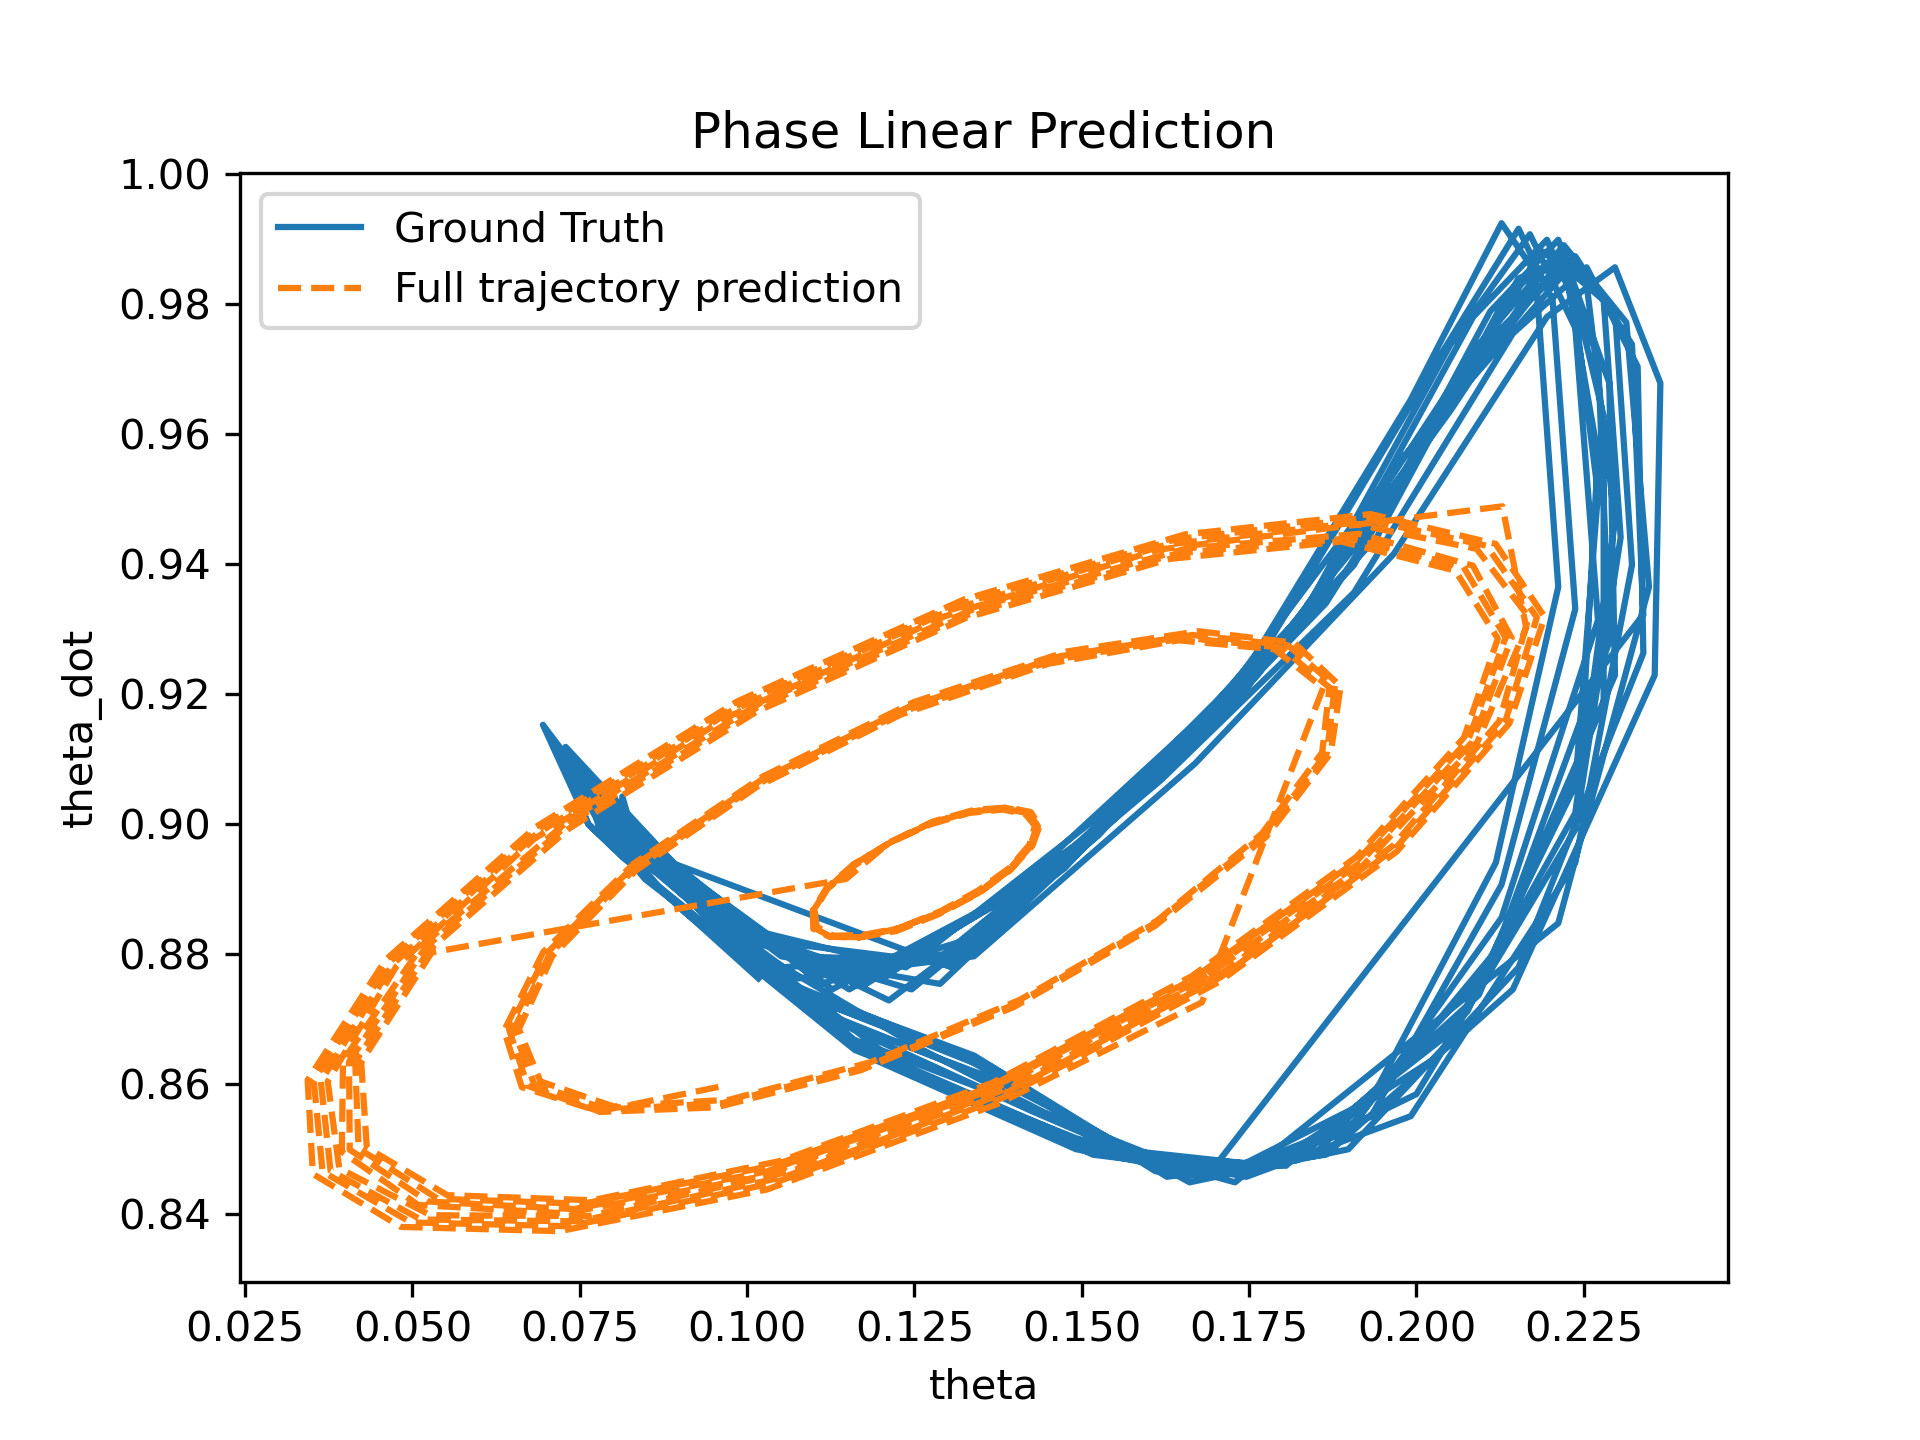 Phase Linear Prediction
Ground Truth
Full trajectory prediction
1.00
0.98
0.96
0.94
0.92
0.90
0.88
0.86
0.84
theta_dot
0.025 0.050 0.075 0.100 0.125 0.150 0.175 0.200 0.225
theta